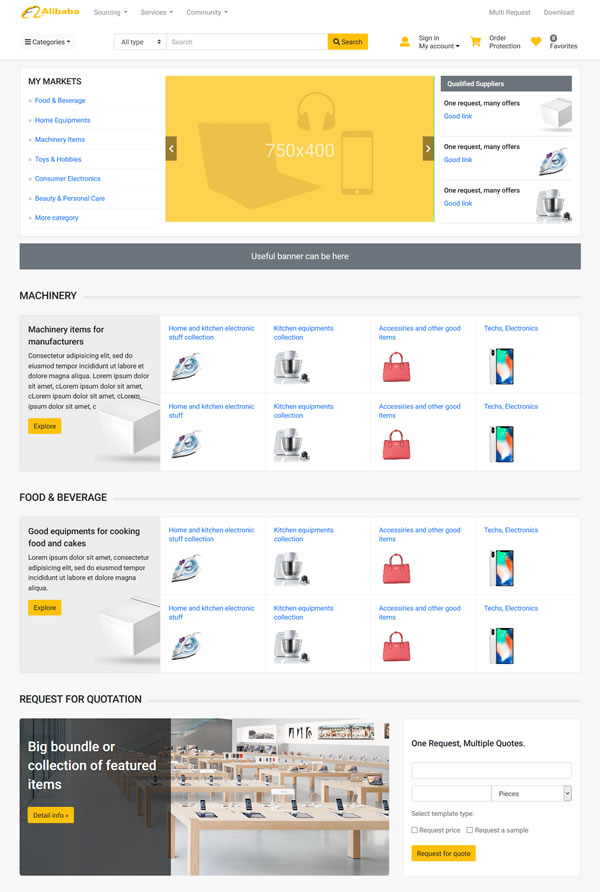 Alibaba
Sourcing
Services
Community
Multi Request
Download
Categories
All type
Search
Search
Sign in
My account
Order
Protection
0
Favorites
MY MARKETS
» Food & Beverage
» Home Equipments
» Machinery Items
» Toys & Hobbies
» Consumer Electronics
» Beauty & Personal Care
» More category
750x400
Qualified Suppliers
One request, many offers
Good link
One request, many offers
Good link
One request, many offers
Good link
Useful banner can be here
MACHINERY
Machinery items for
manufacturers
Consectetur adipisicing elit, sed do
eiusmod tempor incididunt ut labore et
dolore magna aliqua. Lorem ipsum dolor
sit amet, cLorem ipsum dolor sit amet,
cLorem ipsum dolor sit amet, cLorem
ipsum dolor sit amet, c
Explore
Home and kitchen electronic
stuff collection
Kitchen equipments
collection
Accessiries and other good
items
Techs, Electronics
Home and kitchen electronic
stuff
Kitchen equipments
collection
Accessiries and other good
items
Techs, Electronics
FOOD & BEVERAGE
Good equipments for cooking
food and cakes
Lorem ipsum dolor sit amet, consectetur
adipisicing elit, sed do eiusmod tempor
incididunt ut labore et dolore magna
aliqua.
Explore
Home and kitchen electronic
stuff collection
Kitchen equipments
collection
Accessiries and other good
items
Techs, Electronics
Home and kitchen electronic
stuff
Kitchen equipments
collection
Accessiries and other good
items
Techs, Electronics
REQUEST FOR QUOTATION
Big boundle or
collection of featured
items
Detail info »
One Request, Multiple Quotes.
Pieces
Select template type:
Request price
Request a sample
Request for quote